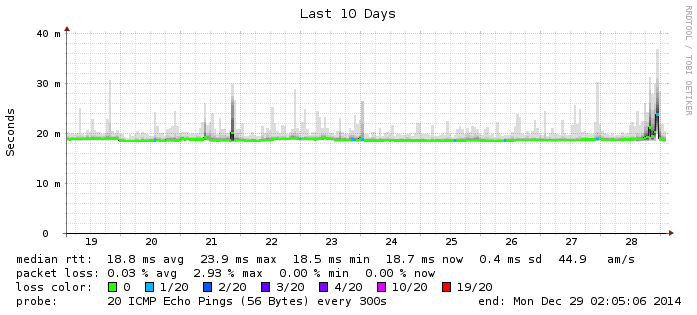 Last 10 Days
RRDTOOL / TOBI OETIKER
Seconds
40 m
30 m
20 m
10 m
0
19 20 21 22 23 24 25 26 27 28
median rtt: 18.8 ms avg 23.9 ms max 18.5 ms min 18.7 ms now 0.4 ms sd 44.9 am/s
packet loss: 0.03 % avg 2.93 % max 0.00 % min 0.00 % now
loss color: 0 1/20 2/20 3/20 4/20 10/20 19/20
probe: 20 ICMP Echo Pings (56 Bytes) every 300s end: Mon Dec 29 02:05:06 2014